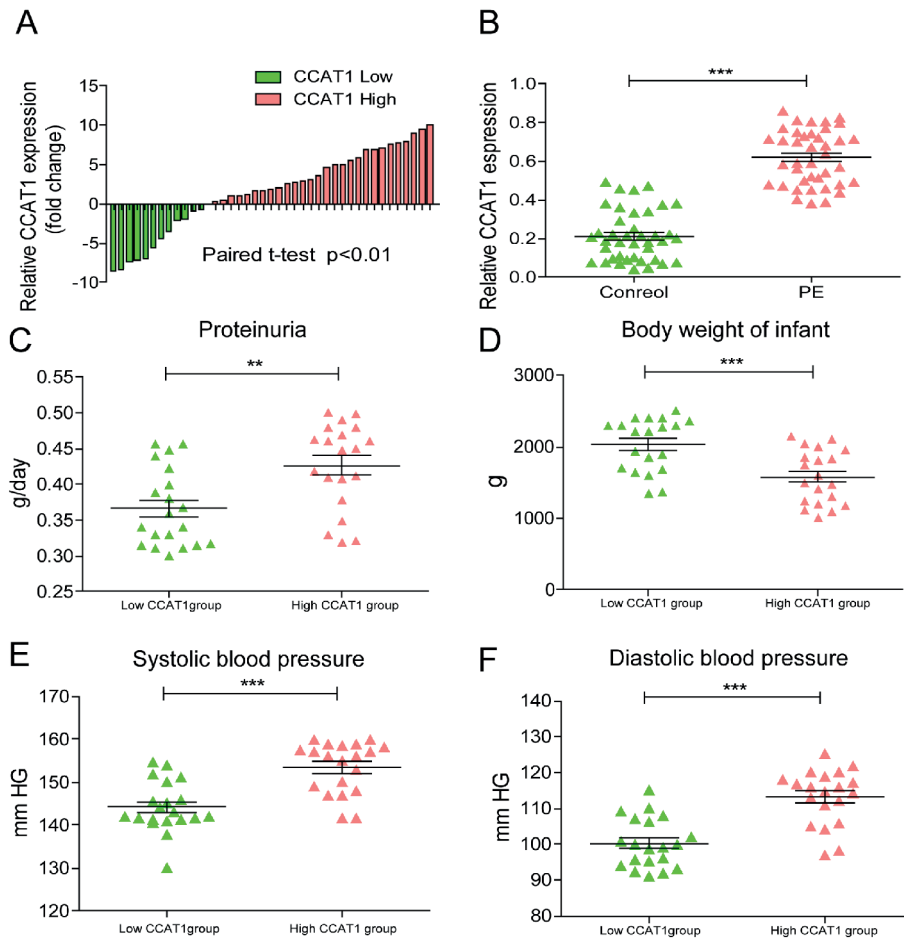 A
Relative CCAT1 expression
(fold change)
15
10
5
0
-5
-10
CCAT1 Low
CCAT1 High
Paired t-test p<0.01
B
Relative CCAT1 espression
1.0
0.8
0.6
0.4
0.2
0.0
***
Conreol
PE
C
Proteinuria
g/day
0.55
0.50
0.45
0.40
0.35
0.30
0.25
**
Low CCAT1group
High CCAT1 group
D
Body weight of infant
g
3000
2000
1000
0
***
Low CCAT1group
High CCAT1 group
E
Systolic blood pressure
mm HG
170
160
150
140
130
120
***
Low CCAT1group
High CCAT1 group
F
Diastolic blood pressure
mm HG
140
130
120
110
100
90
80
***
Low CCAT1group
High CCAT1 group